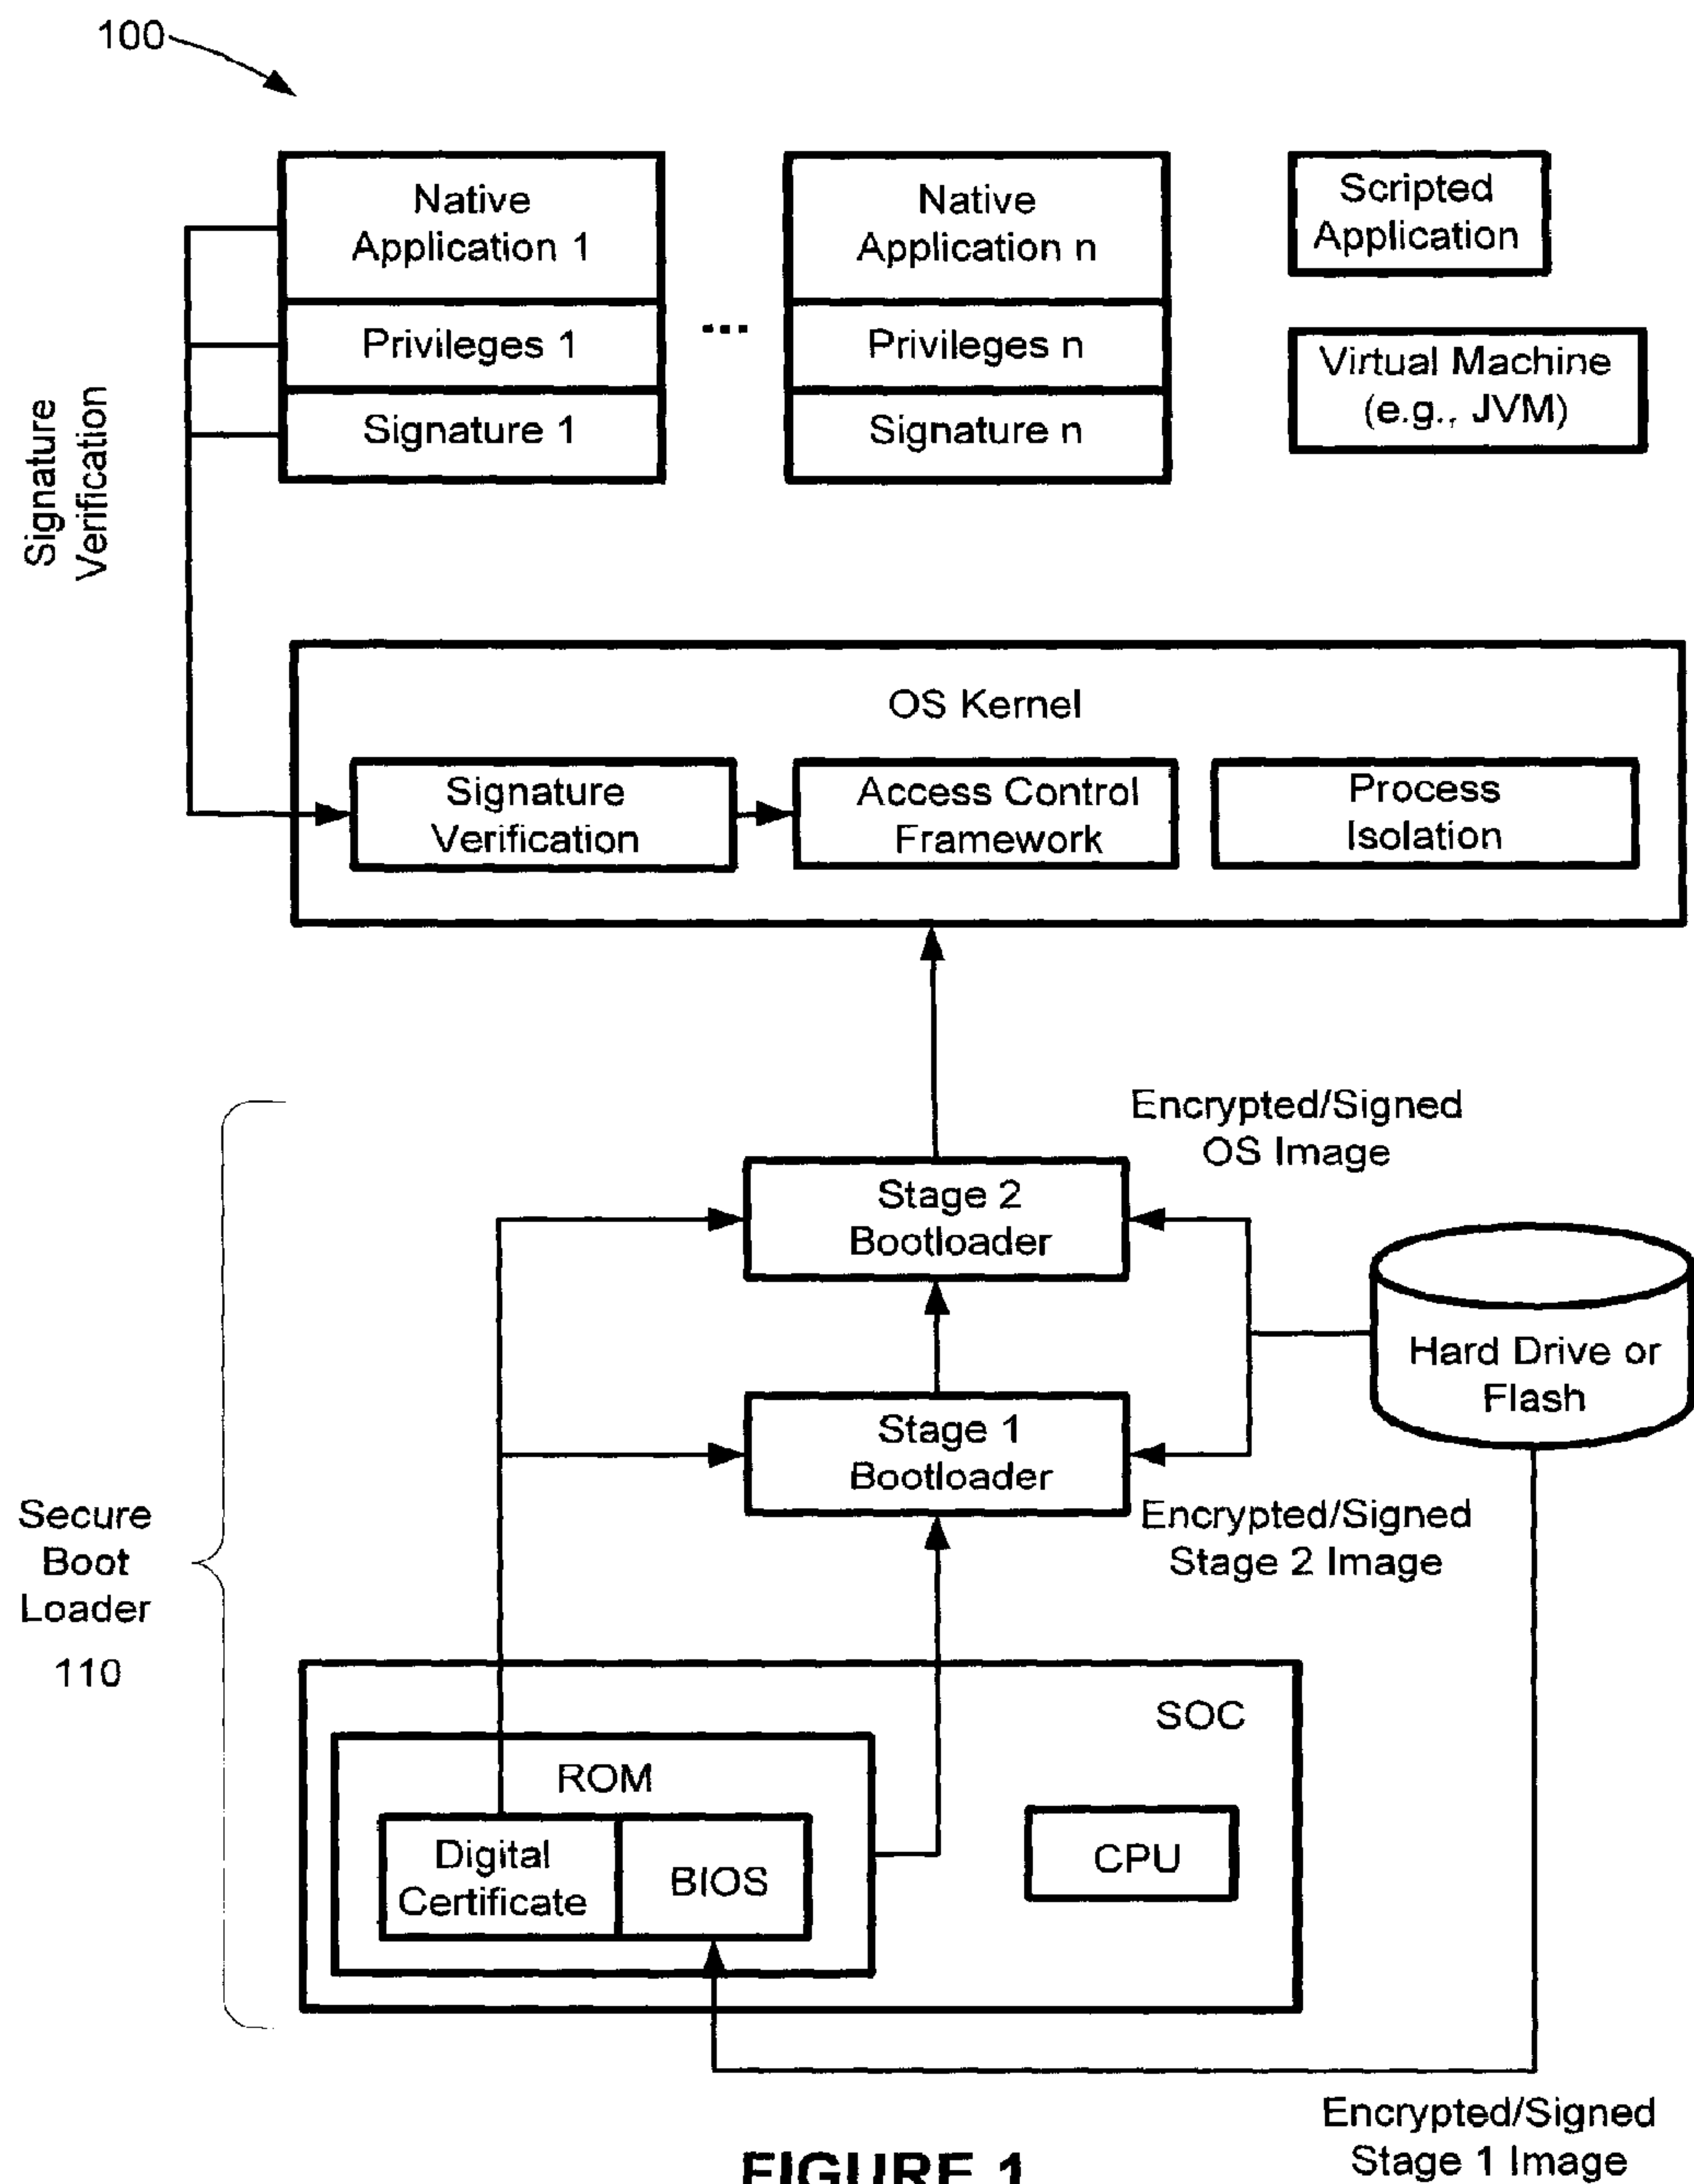 100
Native
Application 1
Privileges 1
Signature 1
...
Native
Application n
Privileges n
Signature n
Scripted
Application
Virtual Machine
(e.g., JVM)
Signature
Verification
OS Kernel
Signature
Verification
Access Control
Framework
Process
Isolation
Encrypted/Signed
OS Image
Stage 2
Bootloader
Hard Drive or
Flash
Stage 1
Bootloader
Encrypted/Signed
Stage 2 Image
Secure
Boot
Loader
110
SOC
ROM
Digital
Certificate
BIOS
CPU
Encrypted/Signed
Stage 1 Image
FIGURE 1